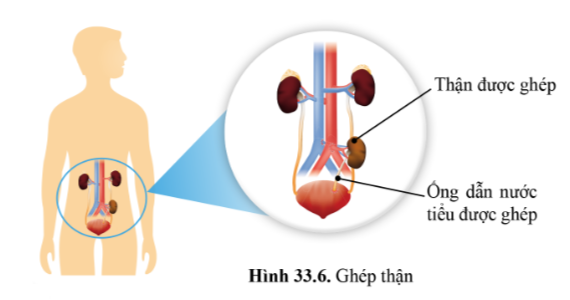 Thận được ghép
Ống dẫn nước
tiểu được ghép
Hình 33.6. Ghép thận